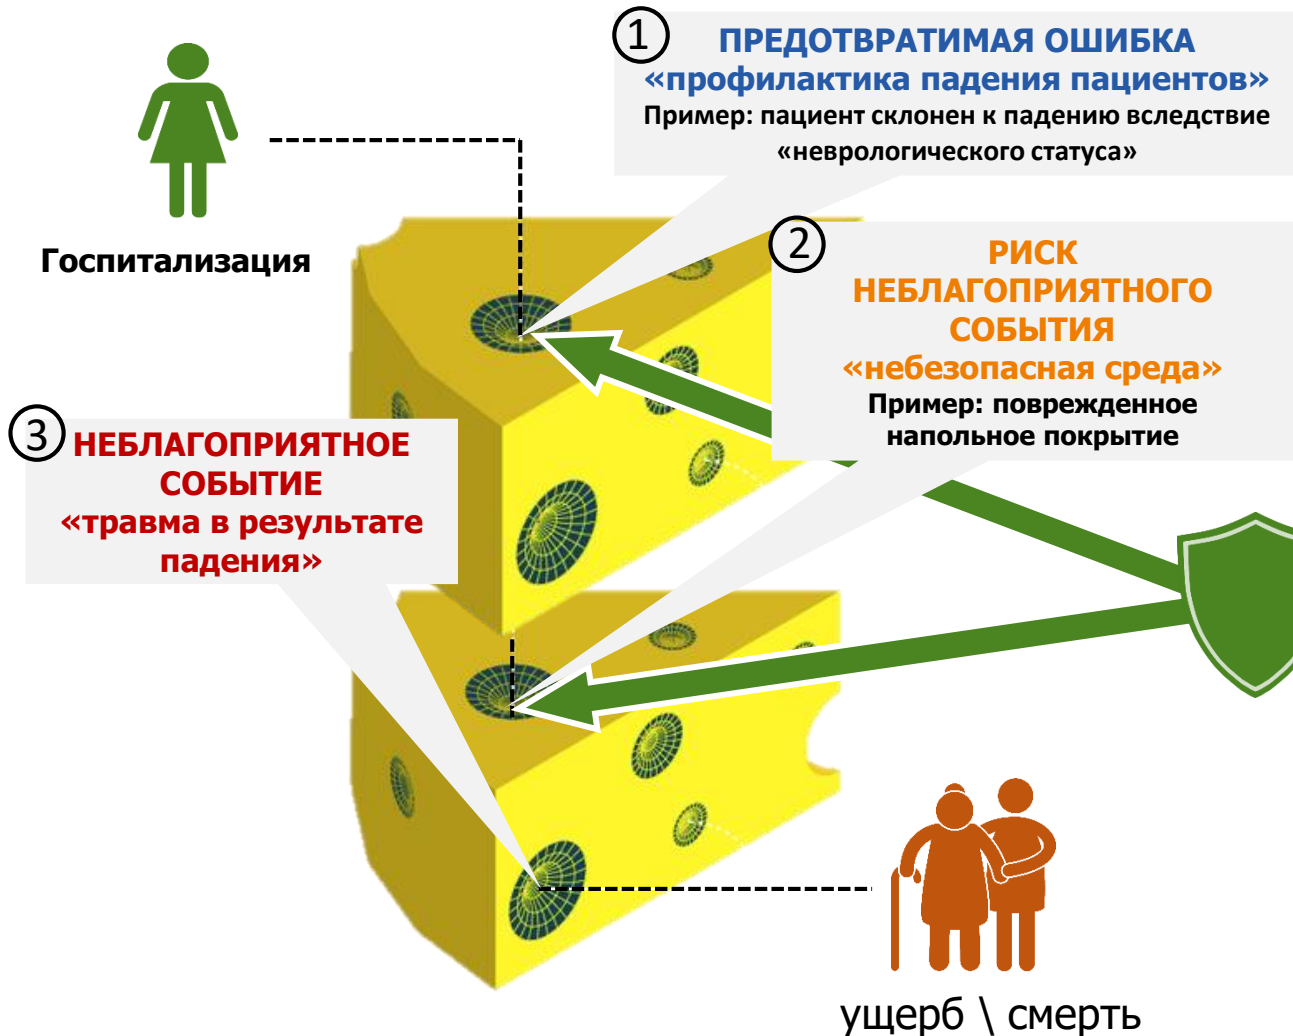 1
ПРЕДОТВРАТИМАЯ ОШИБКА
«профилактика падения пациентов»
Пример: пациент склонен к падению вследствие
«неврологического статуса»
Госпитализация
2
РИСК
НЕБЛАГОПРИЯТНОГО
СОБЫТИЯ
«небезопасная среда»
Пример: поврежденное
напольное покрытие
3
НЕБЛАГОПРИЯТНОЕ
СОБЫТИЕ
«травма в результате
падения»
ущерб \ смерть